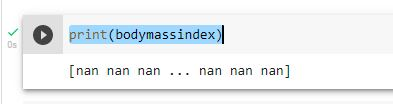 print(bodymassindex)
0s
[nan nan nan ... nan nan nan]